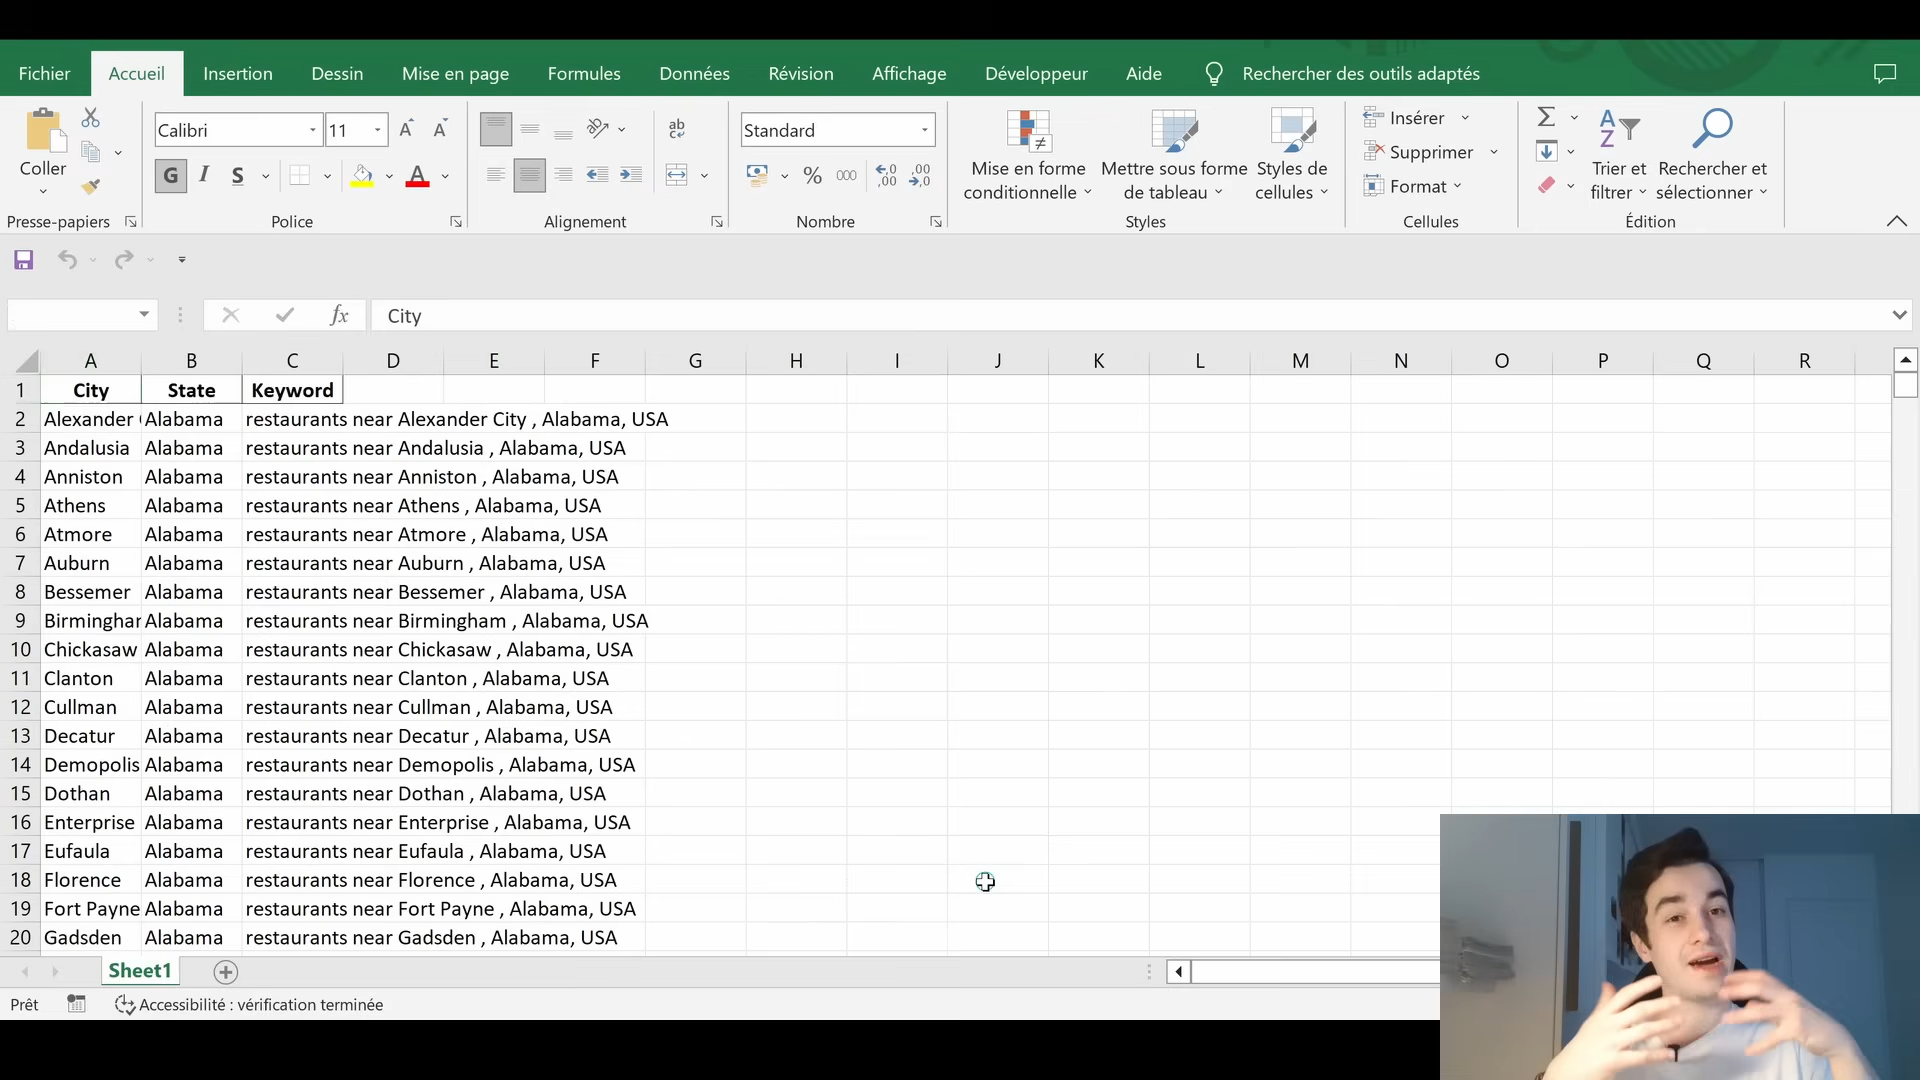 Fichier Accueil Insertion Dessin Mise en page Formules Données Révision Affichage Développeur Aide Rechercher des outils adaptés
Coller
Presse-papiers
Calibri 11
G I S
Police
ab
Alignement
Standard
% 000 ,00
Nombre
Mise en forme conditionnelle
Mettre sous forme de tableau
Styles de cellules
Styles
Insérer
Supprimer
Format
Cellules
Trier et filtrer
Rechercher et sélectionner
Édition
fx City
A B C D E F G H I J K L M N O P Q R
1 City State Keyword
2 Alexander Alabama restaurants near Alexander City , Alabama, USA
3 Andalusia Alabama restaurants near Andalusia , Alabama, USA
4 Anniston Alabama restaurants near Anniston , Alabama, USA
5 Athens Alabama restaurants near Athens , Alabama, USA
6 Atmore Alabama restaurants near Atmore , Alabama, USA
7 Auburn Alabama restaurants near Auburn , Alabama, USA
8 Bessemer Alabama restaurants near Bessemer , Alabama, USA
9 Birmingha Alabama restaurants near Birmingham , Alabama, USA
10 Chickasaw Alabama restaurants near Chickasaw , Alabama, USA
11 Clanton Alabama restaurants near Clanton , Alabama, USA
12 Cullman Alabama restaurants near Cullman , Alabama, USA
13 Decatur Alabama restaurants near Decatur , Alabama, USA
14 Demopolis Alabama restaurants near Demopolis , Alabama, USA
15 Dothan Alabama restaurants near Dothan , Alabama, USA
16 Enterprise Alabama restaurants near Enterprise , Alabama, USA
17 Eufaula Alabama restaurants near Eufaula , Alabama, USA
18 Florence Alabama restaurants near Florence , Alabama, USA
19 Fort Payne Alabama restaurants near Fort Payne , Alabama, USA
20 Gadsden Alabama restaurants near Gadsden , Alabama, USA
Sheet1
Prêt Accessibilité : vérification terminée